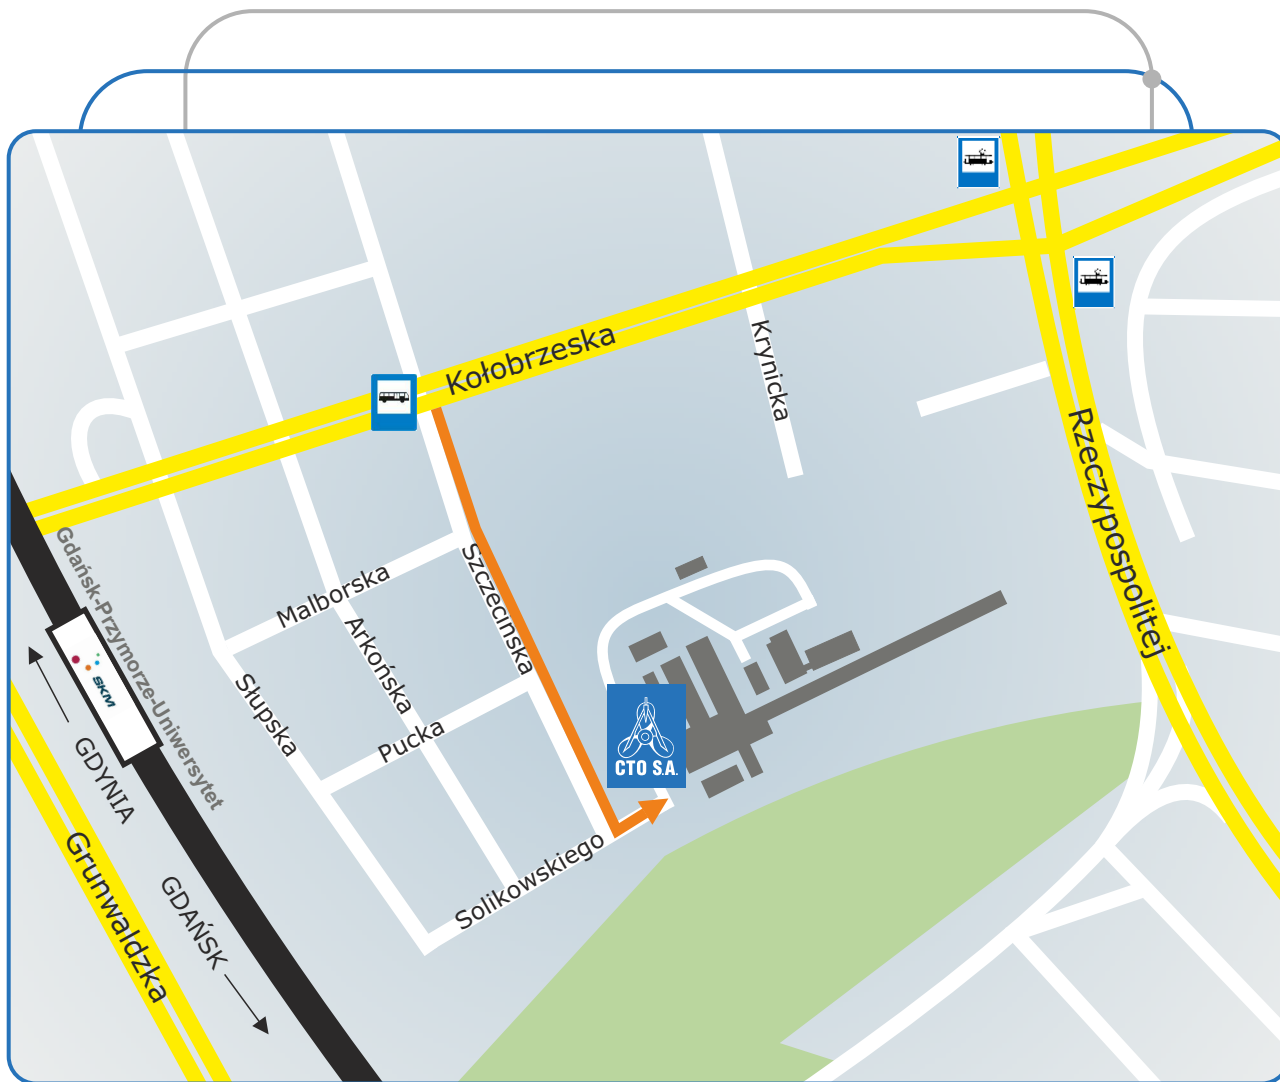 Kołobrzeska
Krynicka
Rzeczypospolitej
Gdańsk-Przymorze-Uniwersytet
Szczecińska
Malborska
Arkońska
SKM
Słupska
Pucka
GDYNIA
CTO S.A.
Grunwaldzka
Solikowskiego
GDAŃSK